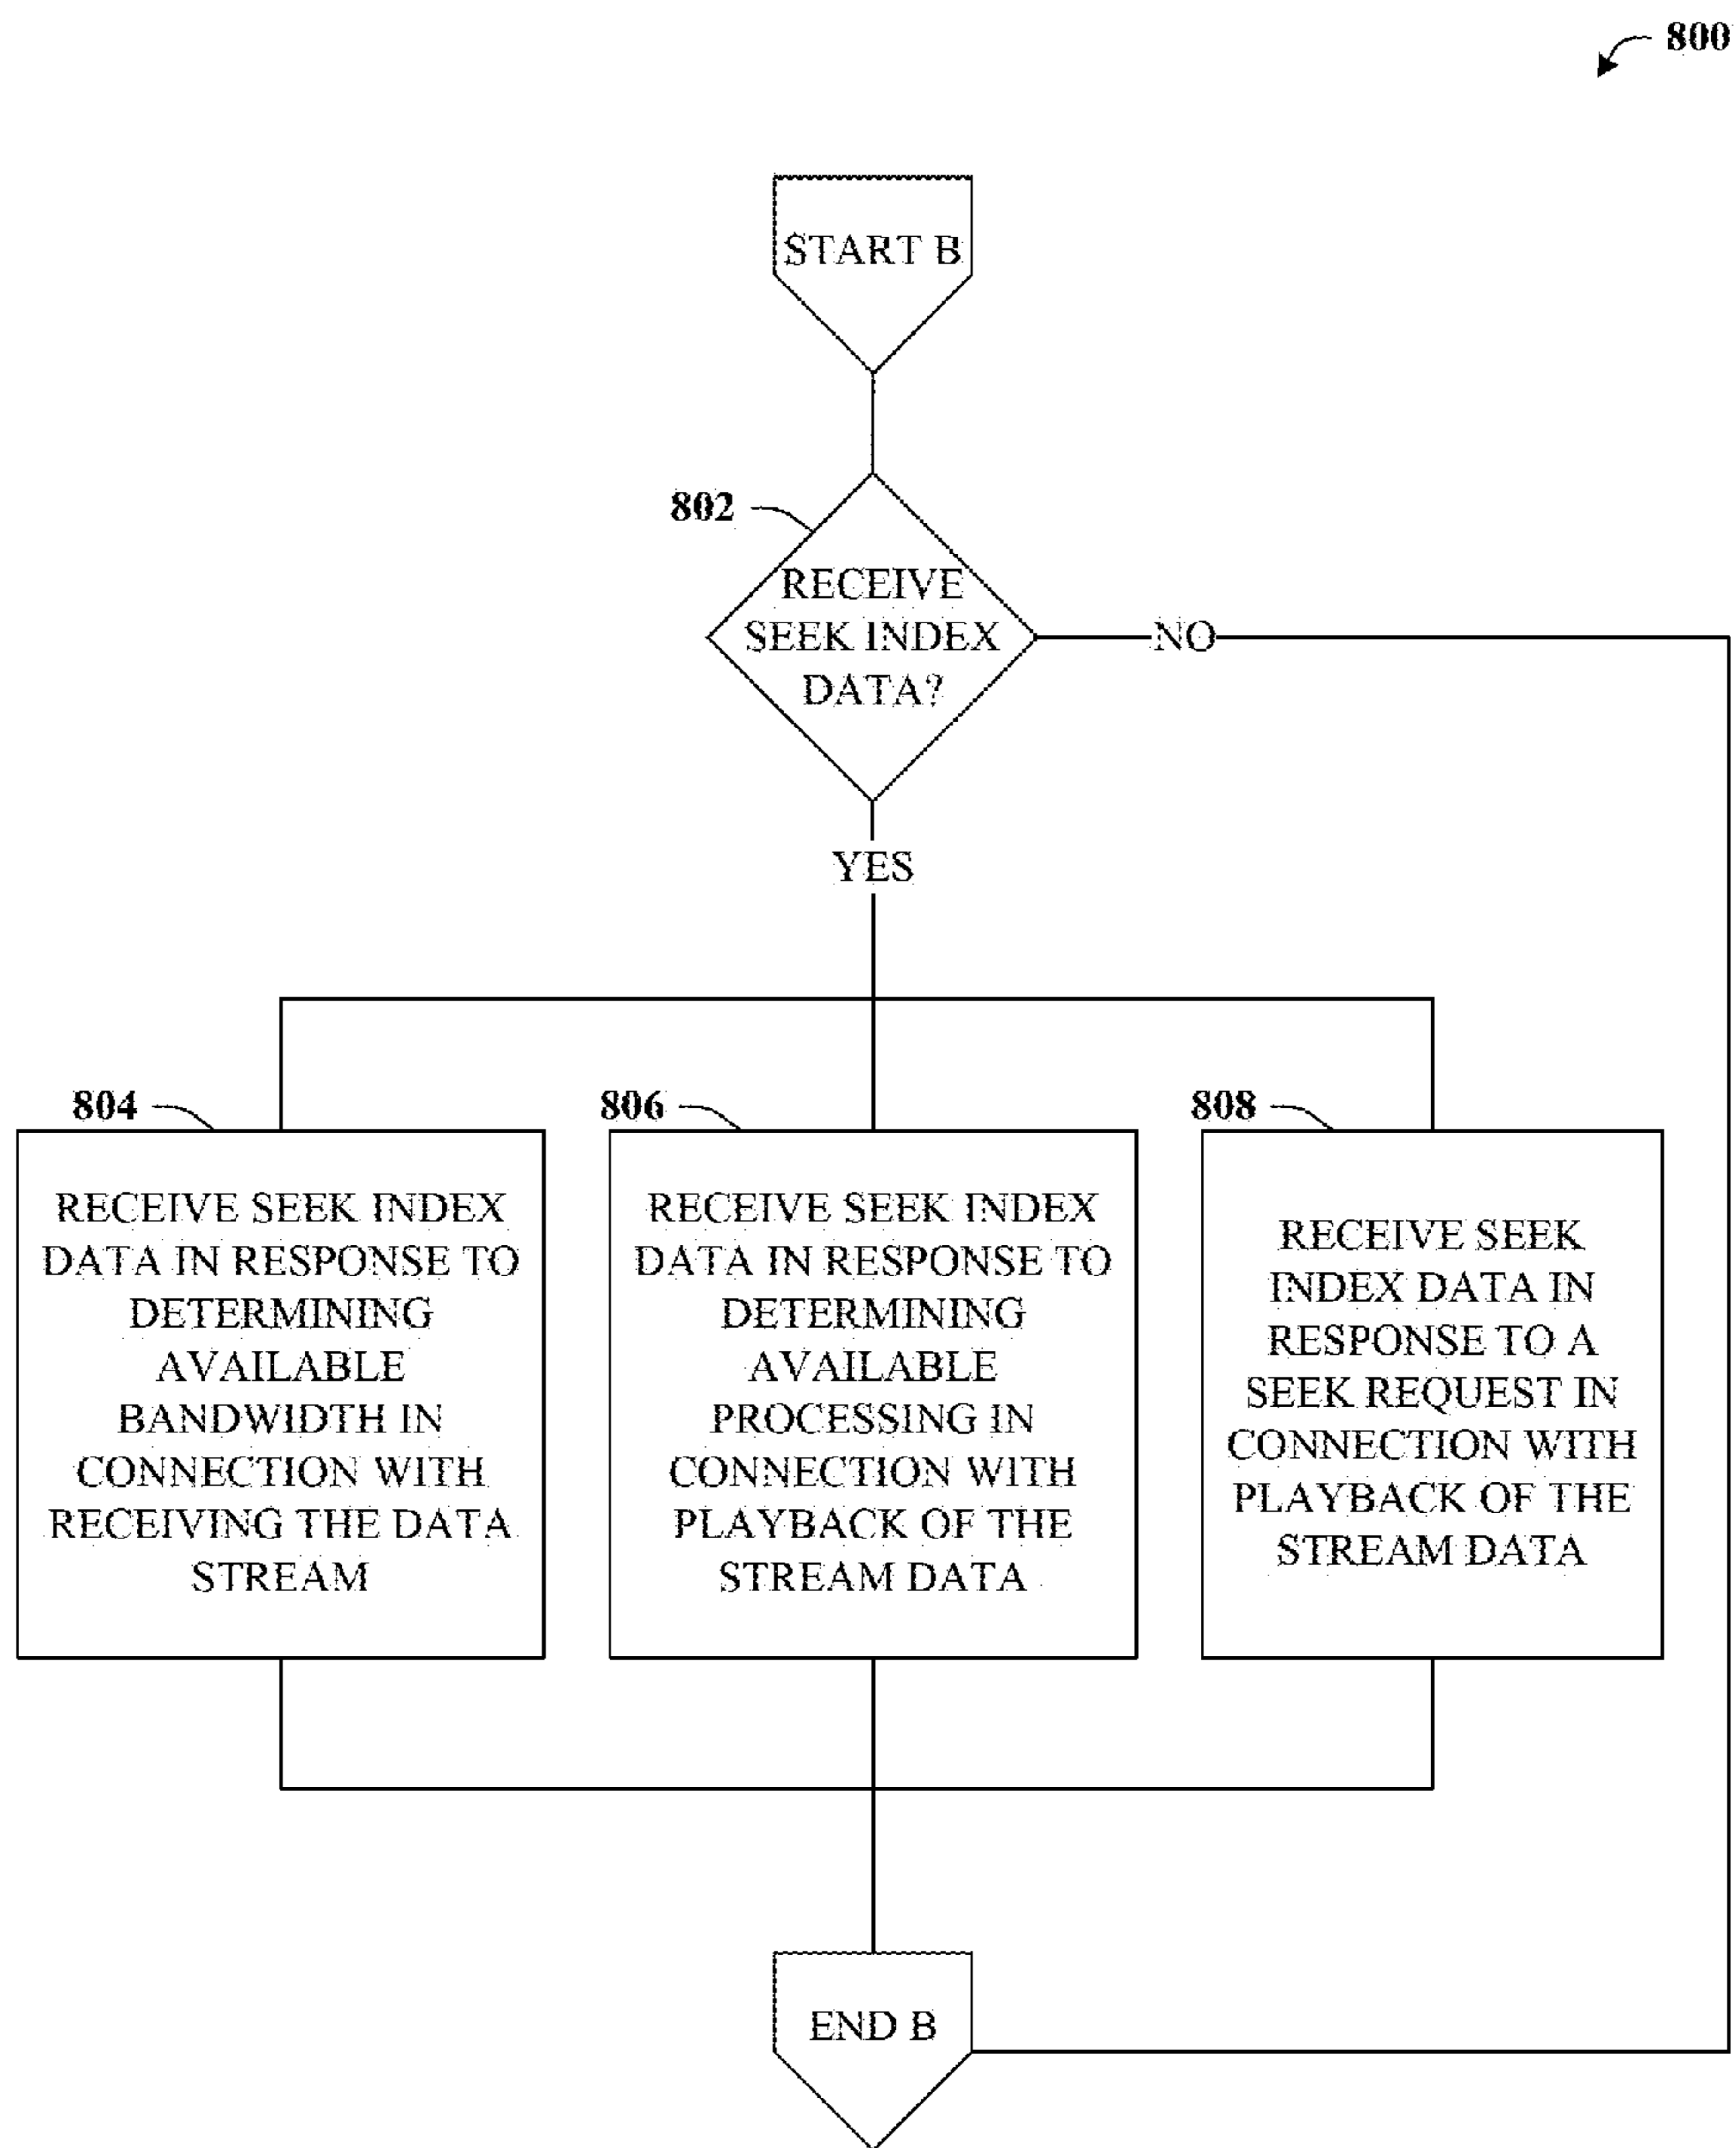 800
START B
802
RECEIVE
SEEK INDEX
DATA?
NO
YES
804
RECEIVE SEEK INDEX
DATA IN RESPONSE TO
DETERMINING
AVAILABLE
BANDWIDTH IN
CONNECTION WITH
RECEIVING THE DATA
STREAM
806
RECEIVE SEEK INDEX
DATA IN RESPONSE TO
DETERMINING
AVAILABLE
PROCESSING IN
CONNECTION WITH
PLAYBACK OF THE
STREAM DATA
808
RECEIVE SEEK
INDEX DATA IN
RESPONSE TO A
SEEK REQUEST IN
CONNECTION WITH
PLAYBACK OF THE
STREAM DATA
END B